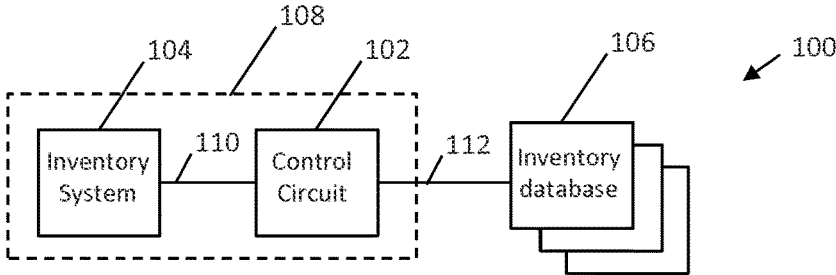 104
108
102
106
100
Inventory
System
110
Control
Circuit
112
Inventory
database